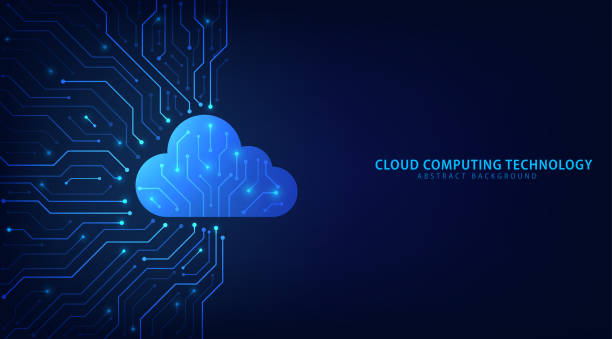 CLOUD COMPUTING TECHNOLOGY
ABSTRACT BACKGROUND